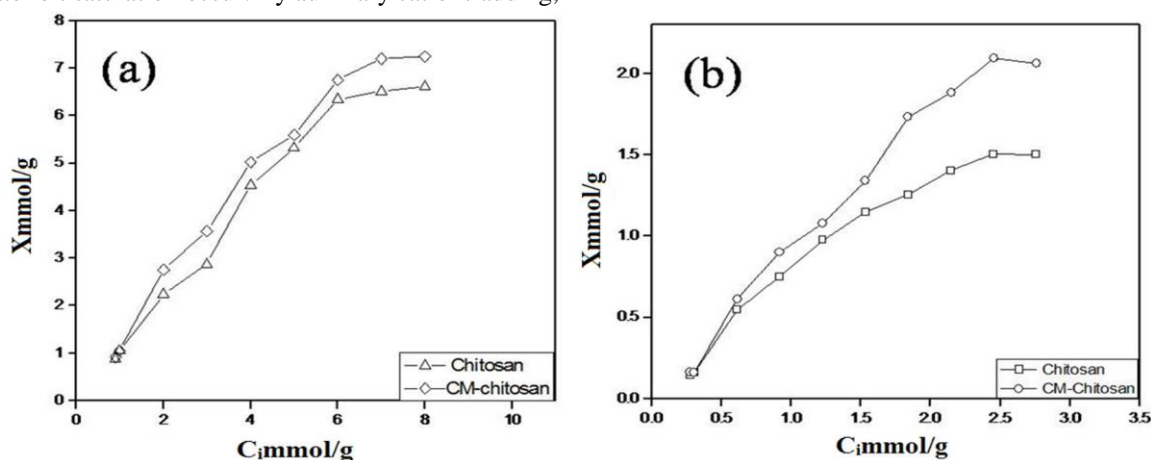 (a)
8
7
6
5
4
3
2
1
0
Xmmol/g
2 4 6 8 10
Cᵢmmol/g
Chitosan
CM-chitosan
(b)
2.0
1.5
1.0
0.5
0.0
Xmmol/g
0.0 0.5 1.0 1.5 2.0 2.5 3.0 3.5
Cᵢmmol/g
Chitosan
CM-Chitosan